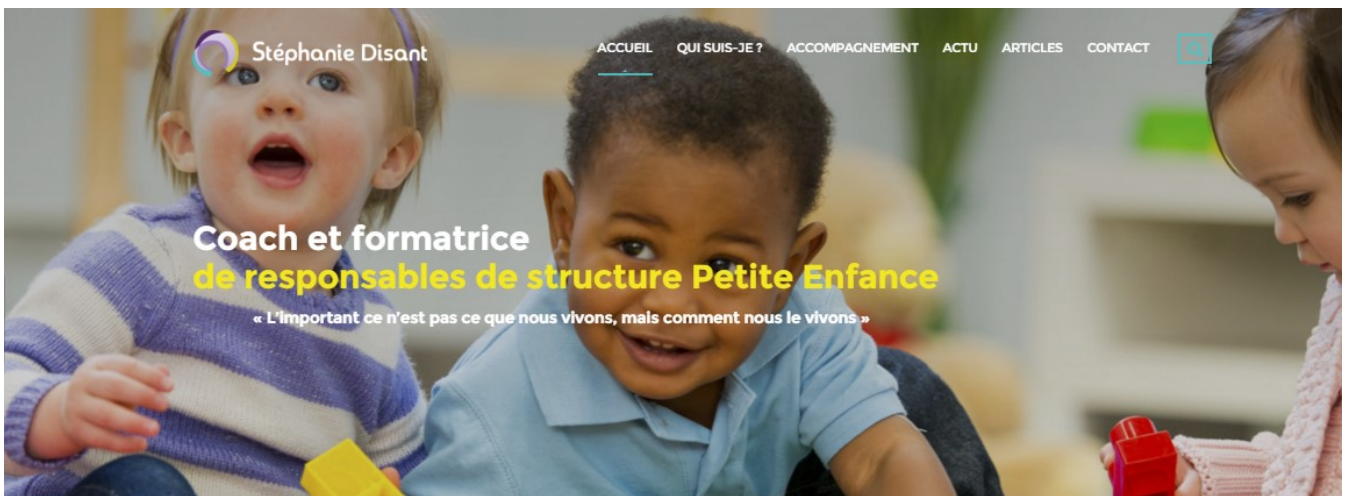 Stéphanie Disant
ACCUEIL QUI SUIS-JE ? ACCOMPAGNEMENT ACTU ARTICLES CONTACT
Coach et formatrice
de responsables de structure Petite Enfance
« L'important ce n'est pas ce que nous vivons, mais comment nous le vivons »